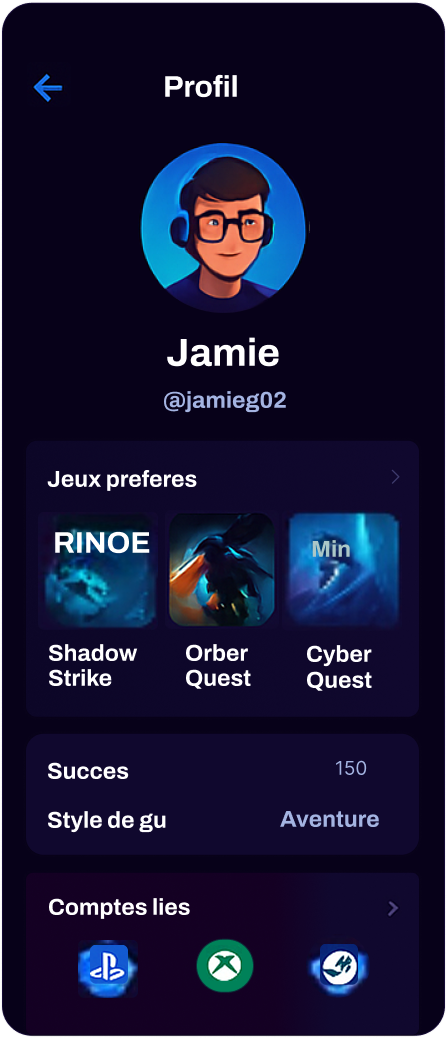 Profil
Jamie
@jamieg02
Jeux preferes
RINOE
Min
Shadow
Strike
Orber
Quest
Cyber
Quest
Succes 150
Style de gu Aventure
Comptes lies